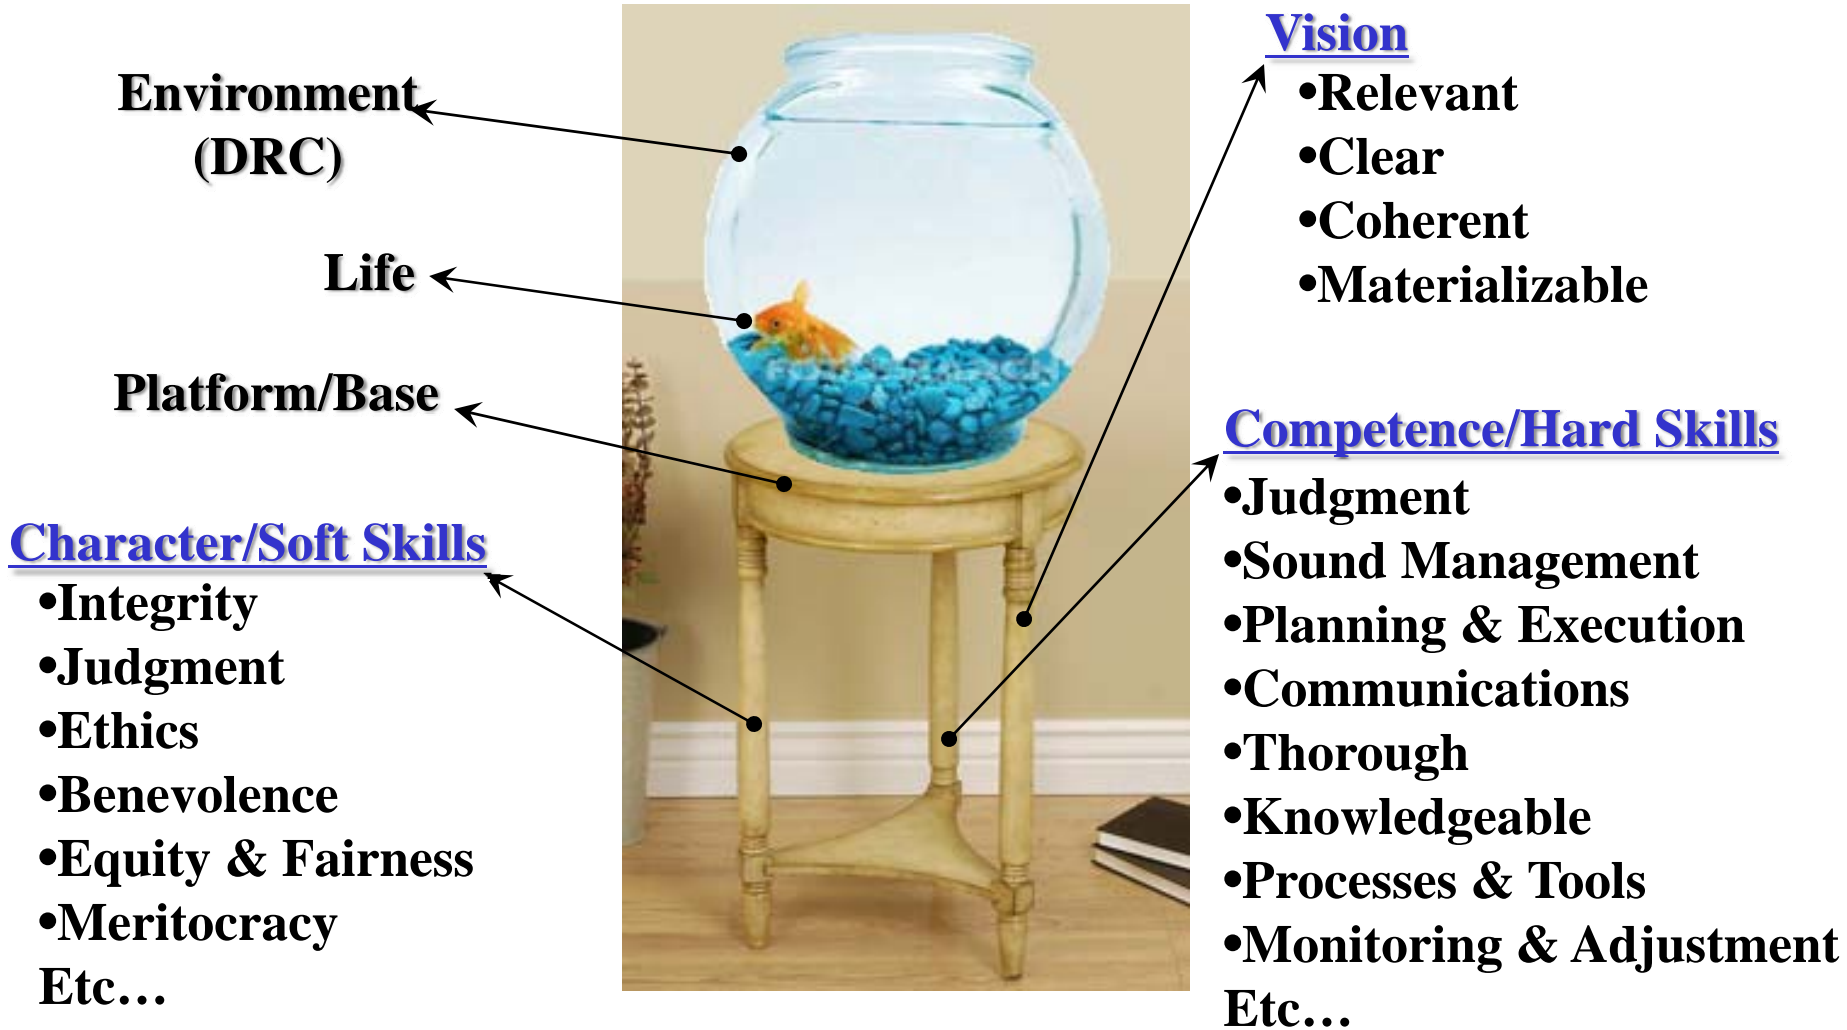 Environment
(DRC)
Life
Platform/Base
Character/Soft Skills
•Integrity
•Judgment
•Ethics
•Benevolence
•Equity & Fairness
•Meritocracy
Etc…
Vision
•Relevant
•Clear
•Coherent
•Materializable
Competence/Hard Skills
•Judgment
•Sound Management
•Planning & Execution
•Communications
•Thorough
•Knowledgeable
•Processes & Tools
•Monitoring & Adjustment
Etc…